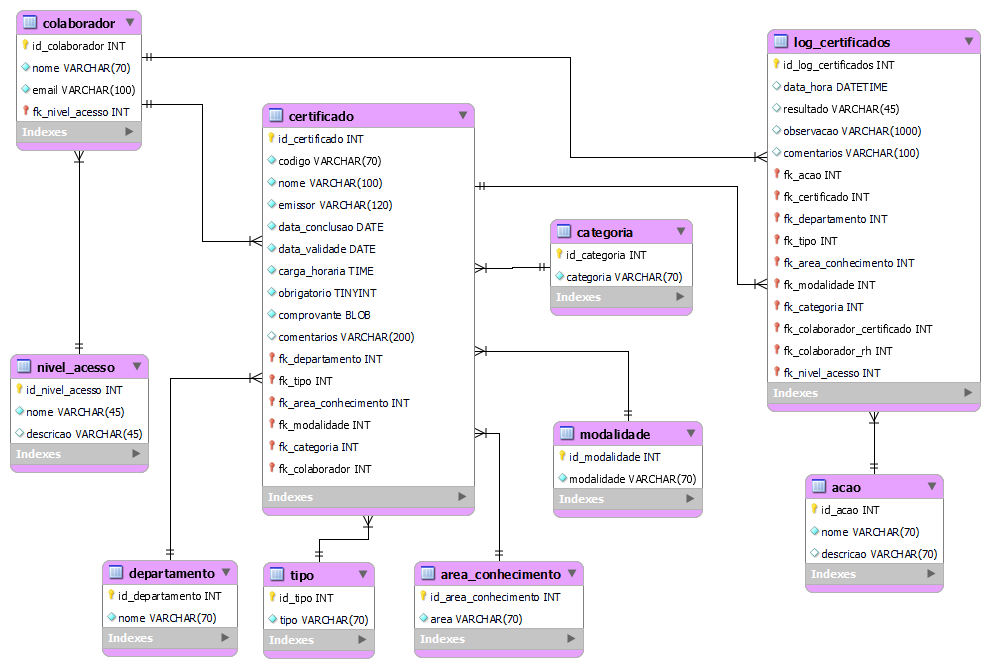 colaborador
id_colaborador INT
nome VARCHAR(70)
email VARCHAR(100)
fk_nivel_acesso INT
Indexes
log_certificados
id_log_certificados INT
data_hora DATETIME
resultado VARCHAR(45)
observacao VARCHAR(1000)
comentarios VARCHAR(100)
fk_acao INT
fk_certificado INT
fk_departamento INT
fk_tipo INT
fk_area_conhecimento INT
fk_modalidade INT
fk_categoria INT
fk_colaborador_certificado INT
fk_colaborador_rh INT
fk_nivel_acesso INT
Indexes
certificado
id_certificado INT
codigo VARCHAR(70)
nome VARCHAR(100)
emissor VARCHAR(120)
data_conclusao DATE
data_validade DATE
carga_horaria TIME
obrigatorio TINYINT
comprovante BLOB
comentarios VARCHAR(200)
fk_departamento INT
fk_tipo INT
fk_area_conhecimento INT
fk_modalidade INT
fk_categoria INT
fk_colaborador INT
Indexes
categoria
id_categoria INT
categoria VARCHAR(70)
Indexes
nivel_acesso
id_nivel_acesso INT
nome VARCHAR(45)
descricao VARCHAR(45)
Indexes
modalidade
id_modalidade INT
modalidade VARCHAR(70)
Indexes
acao
id_acao INT
nome VARCHAR(70)
descricao VARCHAR(70)
Indexes
departamento
id_departamento INT
nome VARCHAR(70)
Indexes
tipo
id_tipo INT
tipo VARCHAR(70)
Indexes
area_conhecimento
id_area_conhecimento INT
area VARCHAR(70)
Indexes